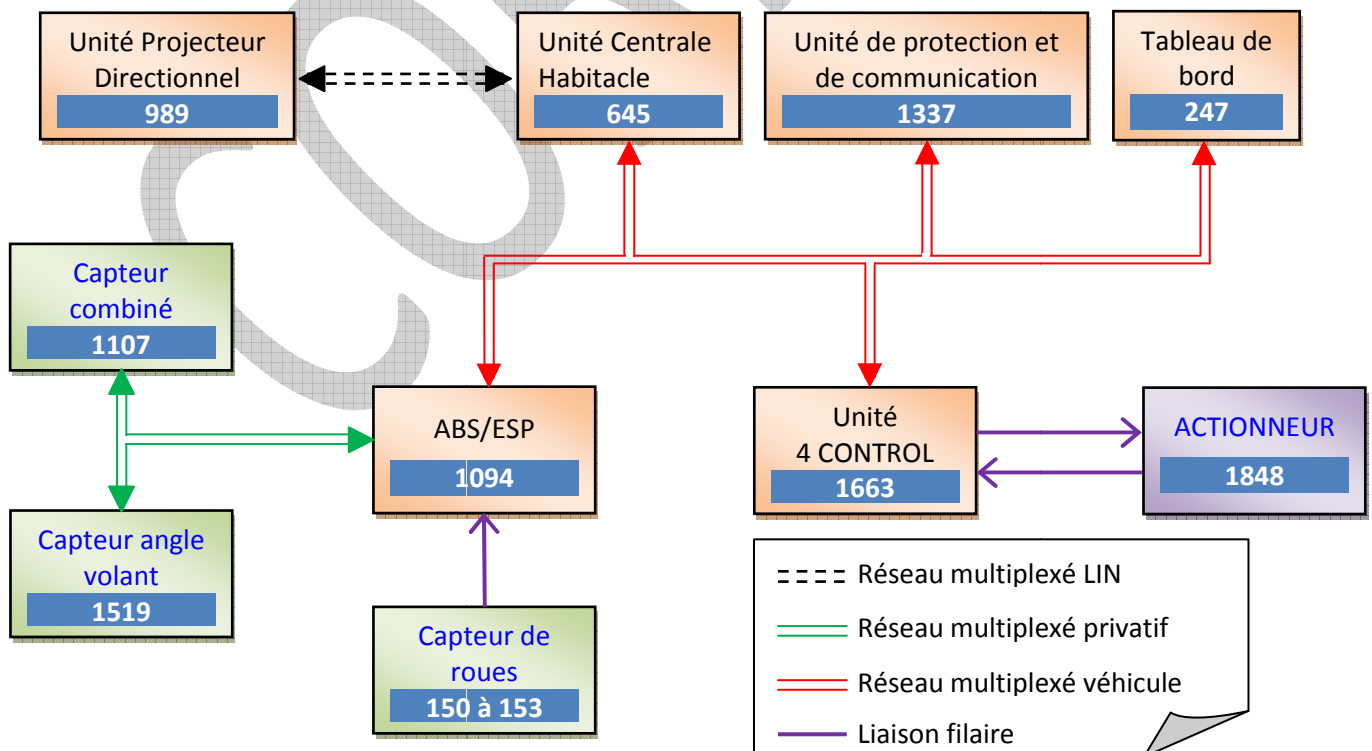 Unité Projecteur
Directionnel
989
Unité Centrale
Habitacle
645
Unité de protection et
de communication
1337
Tableau de
bord
247
Capteur
combiné
1107
ABS/ESP
1094
Unité
4 CONTROL
1663
ACTIONNEUR
1848
Capteur angle
volant
1519
Capteur de
roues
150 à 153
Réseau multiplexé LIN
Réseau multiplexé privatif
Réseau multiplexé véhicule
Liaison filaire